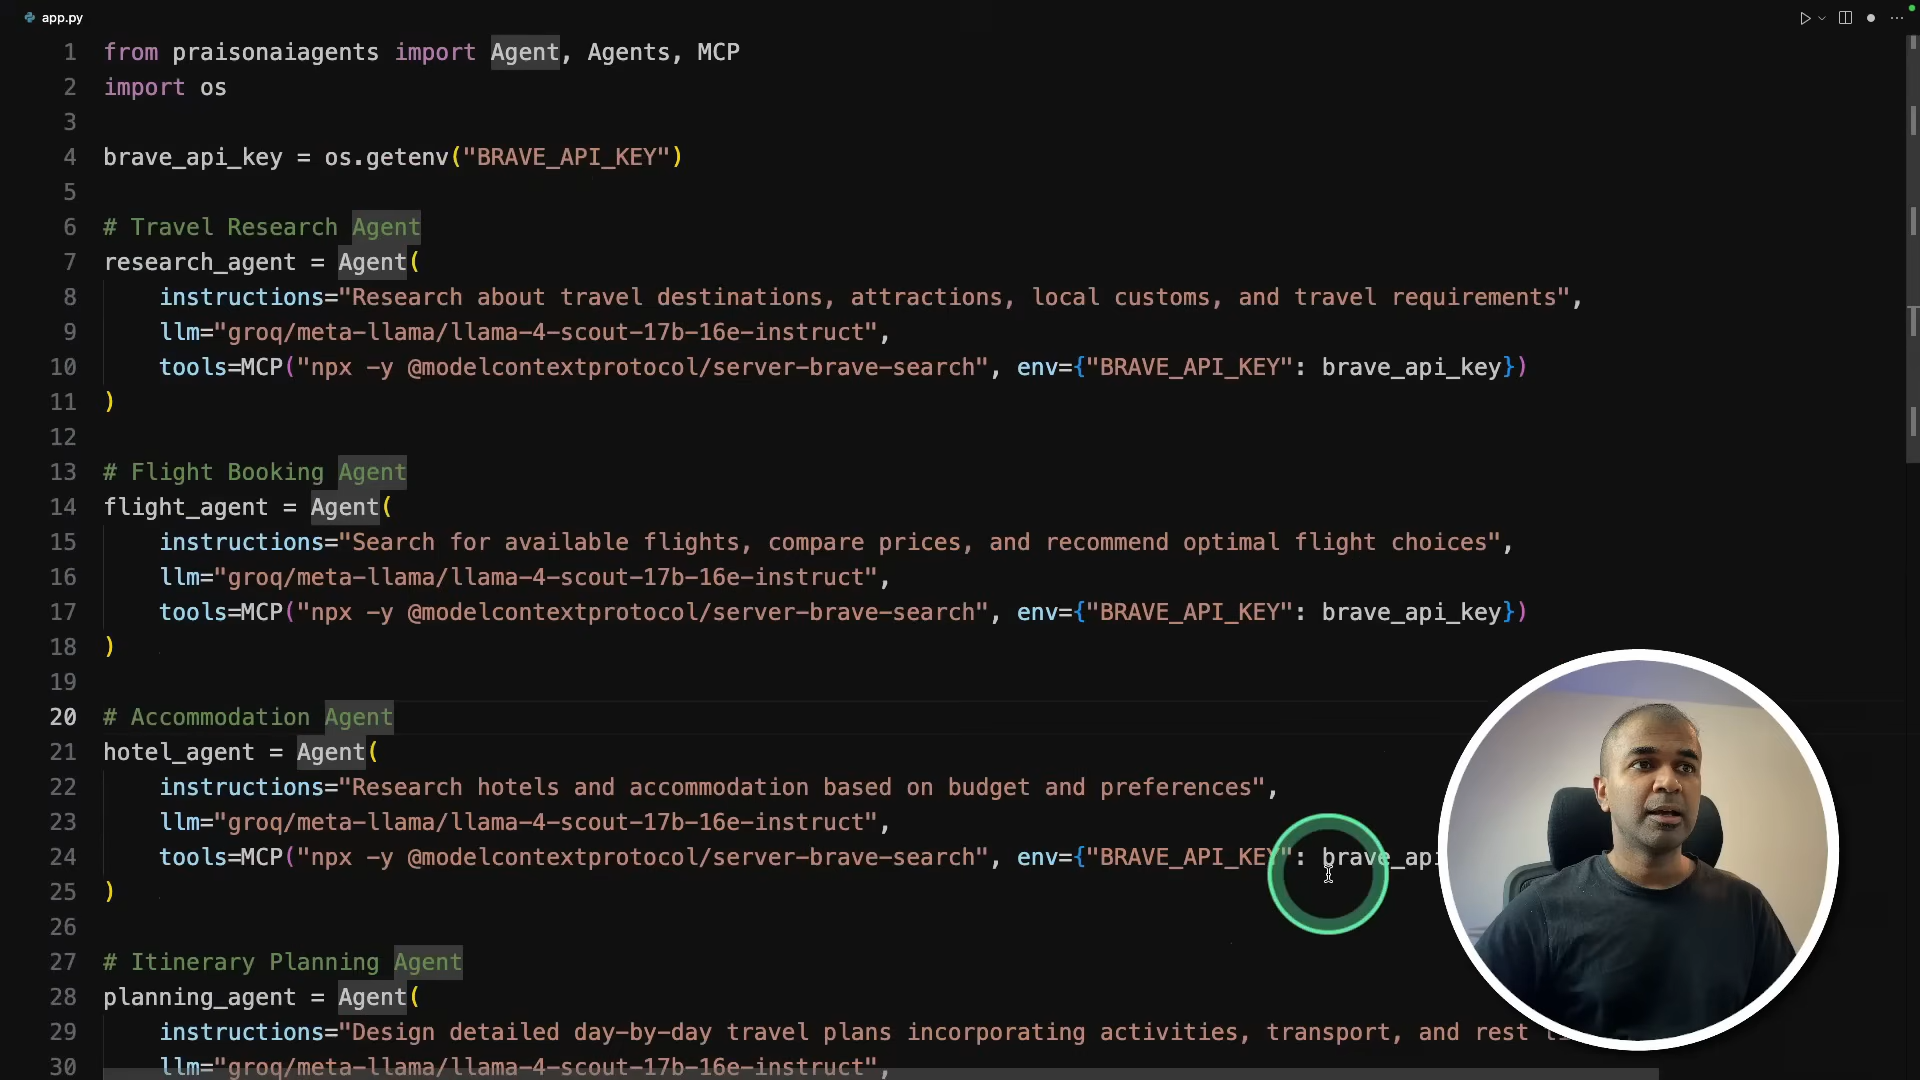 app.py
1 from praisonaiagents import Agent, Agents, MCP
2 import os
3
4 brave_api_key = os.getenv("BRAVE_API_KEY")
5
6 # Travel Research Agent
7 research_agent = Agent(
8     instructions="Research about travel destinations, attractions, local customs, and travel requirements",
9     llm="groq/meta-llama/llama-4-scout-17b-16e-instruct",
10     tools=MCP("npx -y @modelcontextprotocol/server-brave-search", env={"BRAVE_API_KEY": brave_api_key})
11 )
12
13 # Flight Booking Agent
14 flight_agent = Agent(
15     instructions="Search for available flights, compare prices, and recommend optimal flight choices",
16     llm="groq/meta-llama/llama-4-scout-17b-16e-instruct",
17     tools=MCP("npx -y @modelcontextprotocol/server-brave-search", env={"BRAVE_API_KEY": brave_api_key})
18 )
19
20 # Accommodation Agent
21 hotel_agent = Agent(
22     instructions="Research hotels and accommodation based on budget and preferences",
23     llm="groq/meta-llama/llama-4-scout-17b-16e-instruct",
24     tools=MCP("npx -y @modelcontextprotocol/server-brave-search", env={"BRAVE_API_KEY": brave_api
25 )
26
27 # Itinerary Planning Agent
28 planning_agent = Agent(
29     instructions="Design detailed day-by-day travel plans incorporating activities, transport, and rest
30     llm="groq/meta-llama/llama-4-scout-17b-16e-instruct",